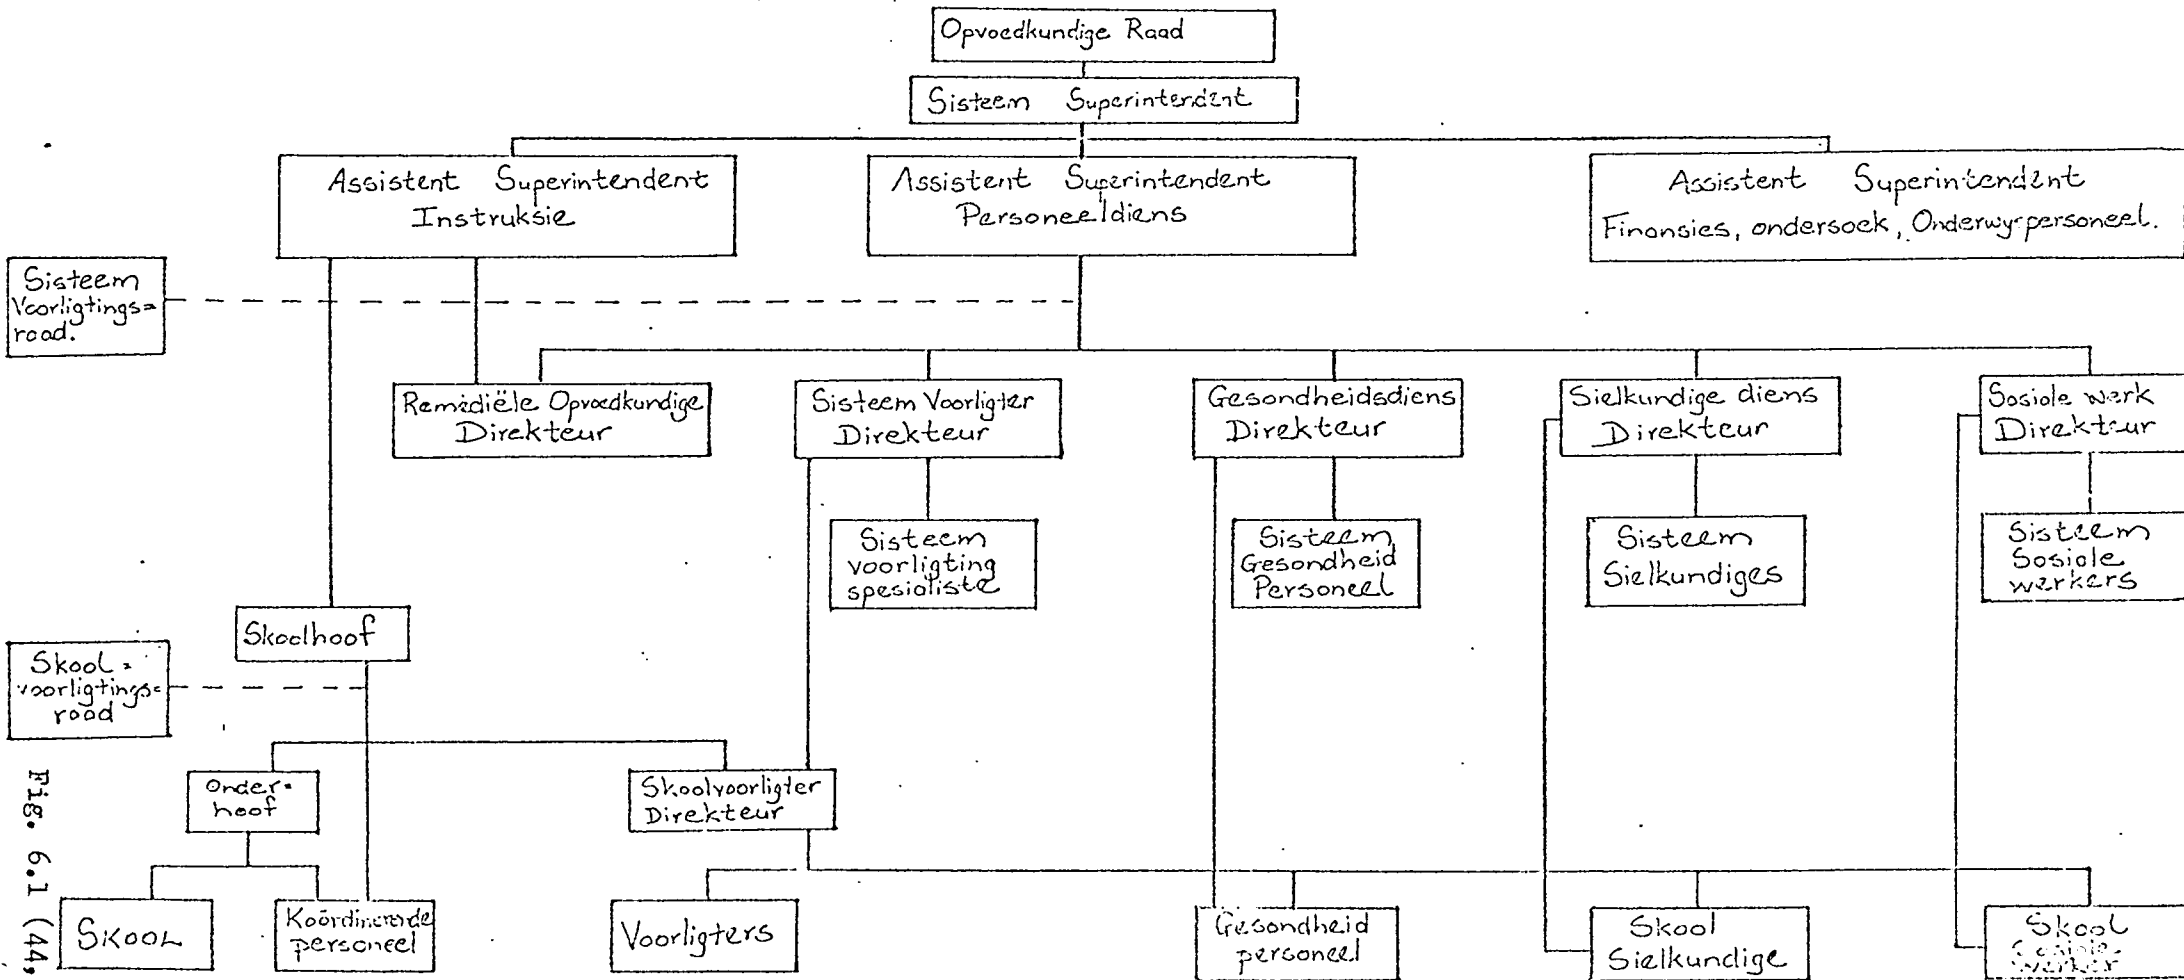 Opvoedkundige Raad
Sisteem Superintendent
Assistent Superintendent
Instruksie
Assistent Superintendent
Personeeldiens
Assistent Superintendent
Finansies, ondersoek, Onderwyspersoneel.
Sisteem
Voorligtings=
raad.
Remediële Opvoedkundige
Direkteur
Sisteem Voorligter
Direkteur
Gesondheidsdiens
Direkteur
Sielkundige diens
Direkteur
Sosiale werk
Direkteur
Sisteem
voorligting
spesialiste
Sisteem
Gesondheid
Personeel
Sisteem
Sielkundiges
Sisteem
Sosiale
werkers
Skoolhoof
Skool=
voorligtings=
raad
Onder-
hoof
Skoolvoorligter
Direkteur
Skool
Koördinerende
personeel
Voorligters
Gesondheid
personeel
Skool
Sielkundige
Skool
Sosiale
werker
Fig. 6.1 (44,